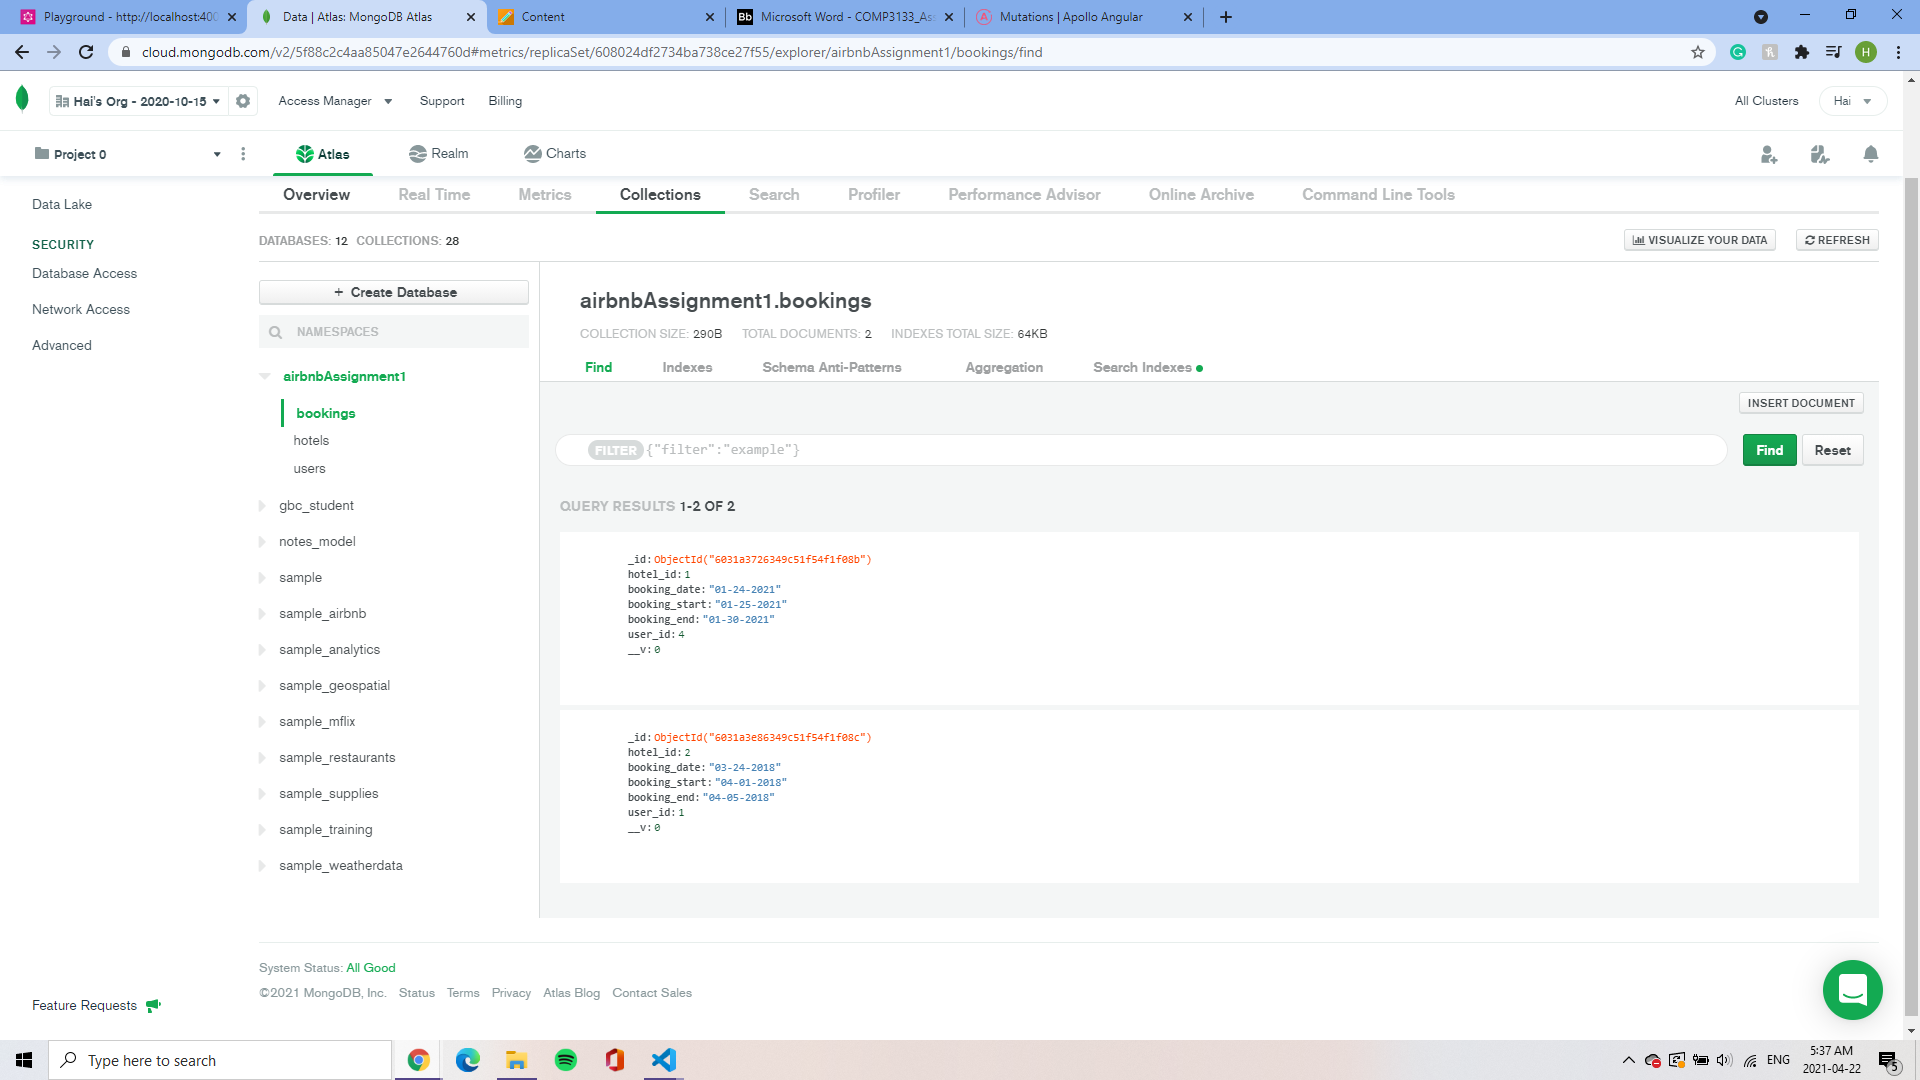 Playground - http://localhost:400
Data | Atlas: MongoDB Atlas
Content
Bb
Microsoft Word - COMP3133_Ass
Mutations | Apollo Angular
cloud.mongodb.com/v2/5f88c2c4aa85047e2644760d#metrics/replicaSet/608024df2734ba738ce27f55/explorer/airbnbAssignment1/bookings/find
H
Hai's Org - 2020-10-15
Access Manager
Support
Billing
All Clusters
Hai
Project 0
Atlas
Realm
Charts
Overview
Real Time
Metrics
Collections
Search
Profiler
Performance Advisor
Online Archive
Command Line Tools
Data Lake
SECURITY
Database Access
Network Access
Advanced
DATABASES: 12 COLLECTIONS: 28
VISUALIZE YOUR DATA
REFRESH
+ Create Database
NAMESPACES
airbnbAssignment1
bookings
hotels
users
gbc_student
notes_model
sample
sample_airbnb
sample_analytics
sample_geospatial
sample_mflix
sample_restaurants
sample_supplies
sample_training
sample_weatherdata
airbnbAssignment1.bookings
COLLECTION SIZE: 290B TOTAL DOCUMENTS: 2 INDEXES TOTAL SIZE: 64KB
Find
Indexes
Schema Anti-Patterns
Aggregation
Search Indexes
INSERT DOCUMENT
FILTER {"filter":"example"}
Find
Reset
QUERY RESULTS 1-2 OF 2
_id: ObjectId("6031a3726349c51f54f1f08b")
hotel_id: 1
booking_date: "01-24-2021"
booking_start: "01-25-2021"
booking_end: "01-30-2021"
user_id: 4
__v: 0
_id: ObjectId("6031a3e86349c51f54f1f08c")
hotel_id: 2
booking_date: "03-24-2018"
booking_start: "04-01-2018"
booking_end: "04-05-2018"
user_id: 1
__v: 0
System Status: All Good
©2021 MongoDB, Inc. Status Terms Privacy Atlas Blog Contact Sales
Feature Requests
Type here to search
ENG
5:37 AM
2021-04-22
5